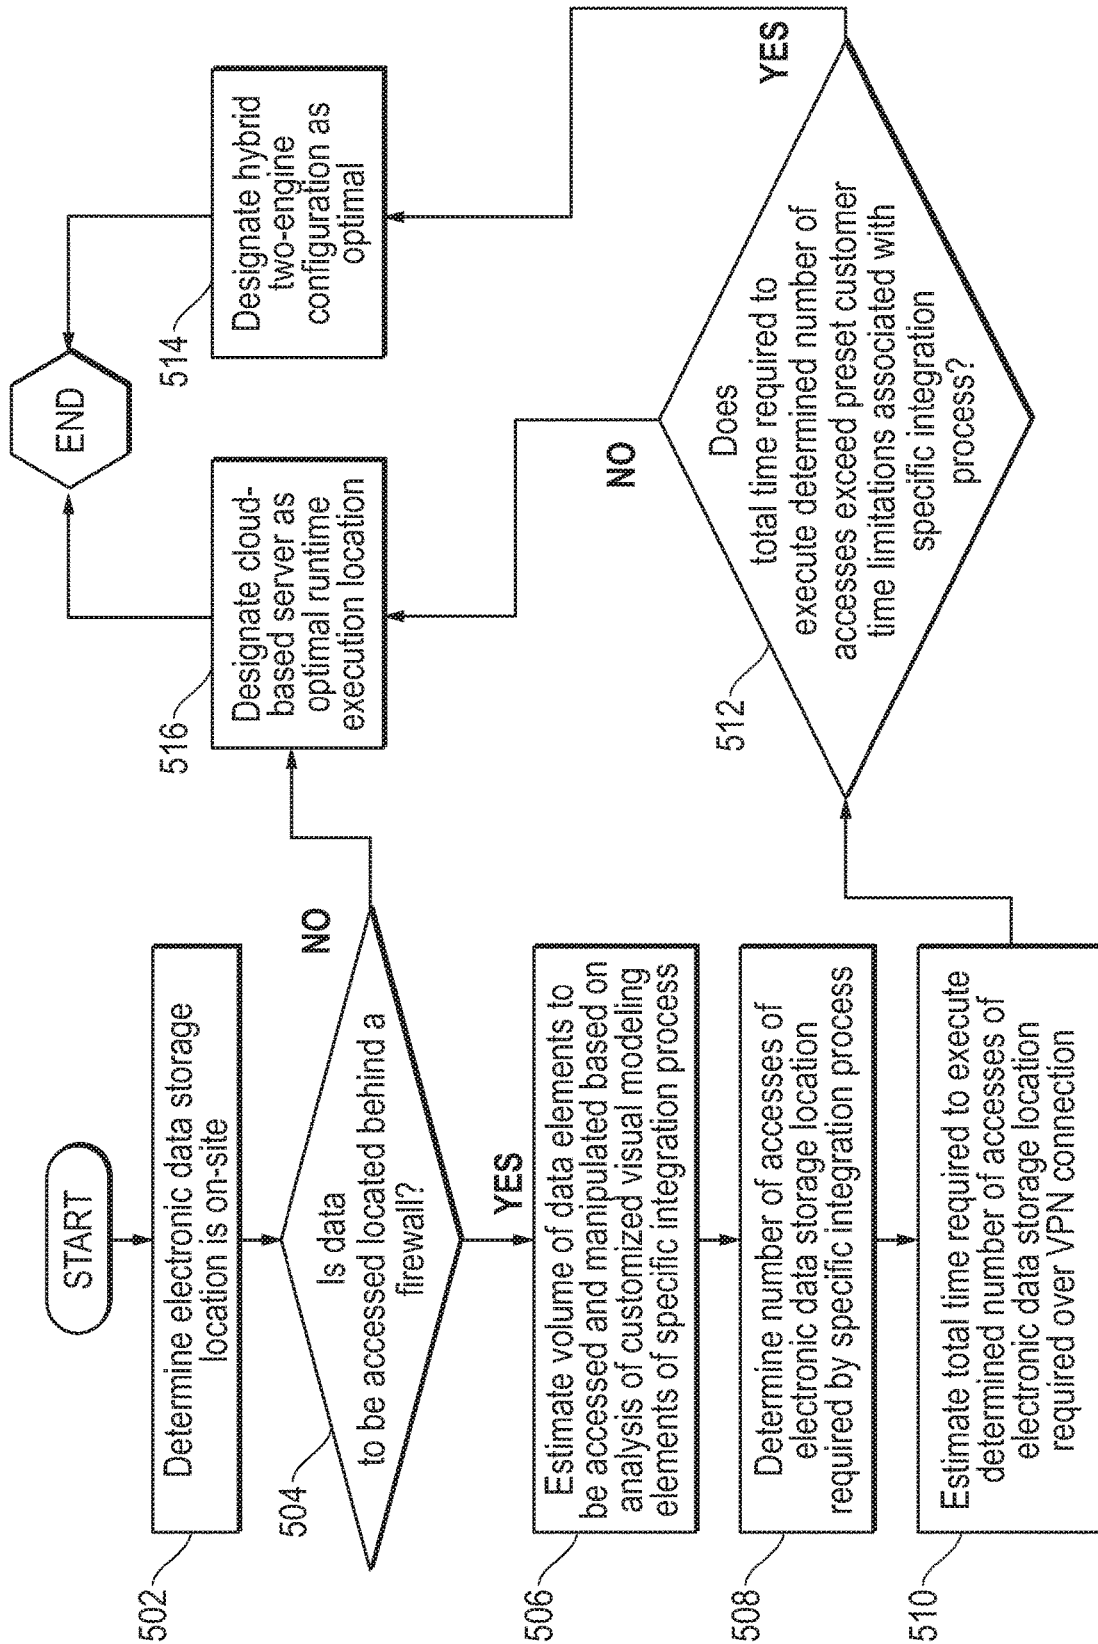 START
502
Determine electronic data storage
location is on-site
504
Is data
to be accessed located behind a
firewall?
NO
YES
506
Estimate volume of data elements to
be accessed and manipulated based on
analysis of customized visual modeling
elements of specific integration process
508
Determine number of accesses of
electronic data storage location
required by specific integration process
510
Estimate total time required to execute
determined number of accesses of
electronic data storage location
required over VPN connection
512
Does
total time required to
execute determined number of
accesses exceed preset customer
time limitations associated with
specific integration
process?
NO
YES
516
Designate cloud-
based server as
optimal runtime
execution location
514
Designate hybrid
two-engine
configuration as
optimal
END